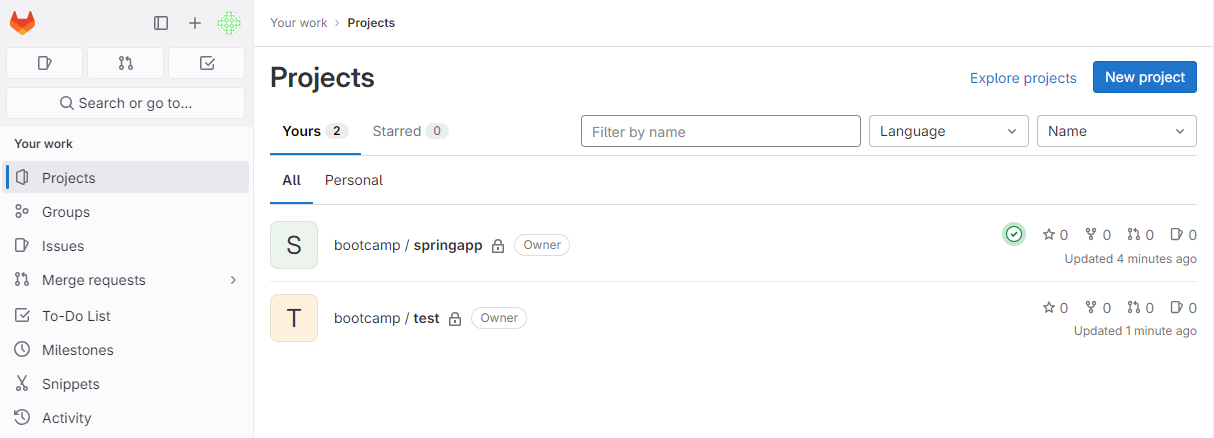 Your work › Projects
Search or go to...
Your work
Projects
Groups
Issues
Merge requests
To-Do List
Milestones
Snippets
Activity
Projects
Explore projects
New project
Yours 2
Starred 0
Filter by name
Language
Name
All
Personal
S
bootcamp / springapp
Owner
0 0 0 0
Updated 4 minutes ago
T
bootcamp / test
Owner
0 0 0 0
Updated 1 minute ago